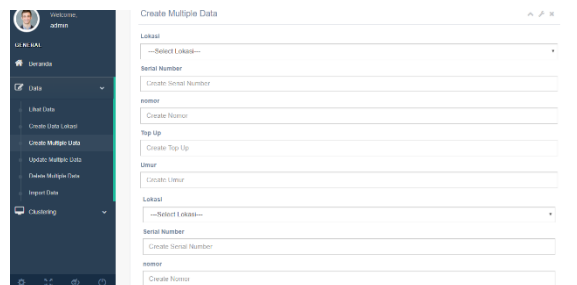 Welcome,
admin
GENERAL
Beranda
Data
Lihat Data
Create Data Lokasi
Create Multiple Data
Update Multiple Data
Delete Multiple Data
Import Data
Clustering
Create Multiple Data
Lokasi
---Select Lokasi---
Serial Number
Create Serial Number
nomor
Create Nomor
Top Up
Create Top Up
Umur
Create Umur
Lokasi
---Select Lokasi---
Serial Number
Create Serial Number
nomor
Create Nomor